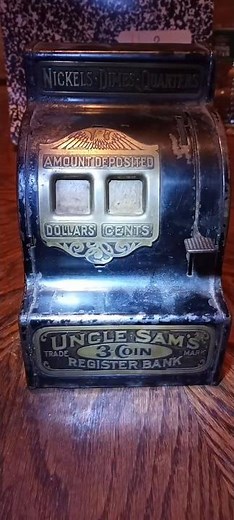 NICKELS·DIMES·QUARTERS
AMOUNT DEPOSITED
DOLLARS CENTS
UNCLE SAM'S
TRADE 3 COIN MARK
REGISTER BANK